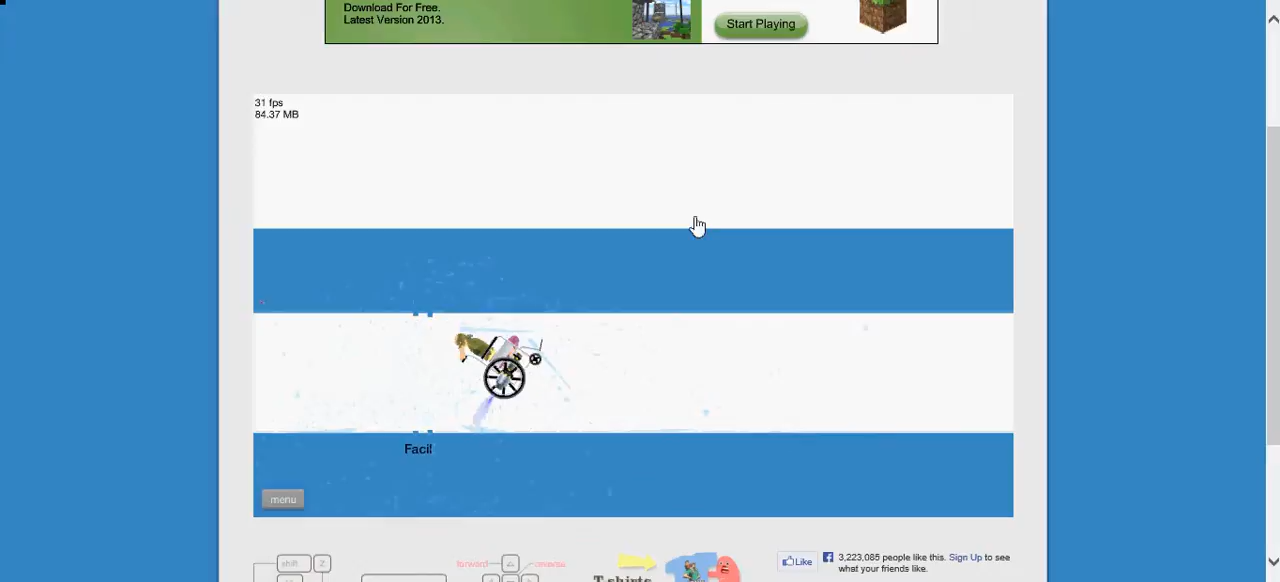 Download For Free.
Latest Version 2013.
Start Playing
31 fps
84.37 MB
Facil
menu
shift
Z
forward
Like
3,223,085 people like this. Sign Up to see
what your friends like.
T-shirts